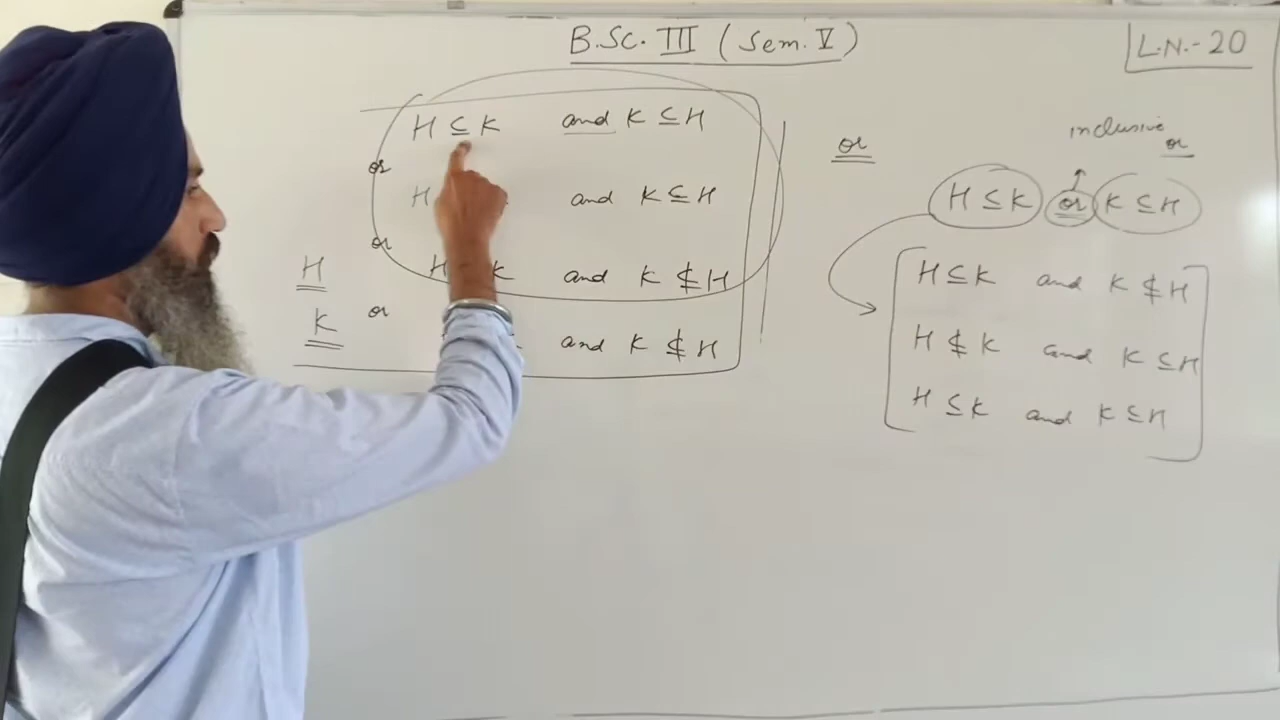 B.Sc. III (Sem. V)
L.N.-20
H ⊆ K and K ⊆ H
or
H and K ⊆ H
or
H K and K ⊈ H
or
and K ⊈ H
H
K
or
inclusive or
H ⊆ K or K ⊆ H
H ⊆ K and K ⊈ H
H ⊈ K and K ⊆ H
H ⊆ K and K ⊆ H